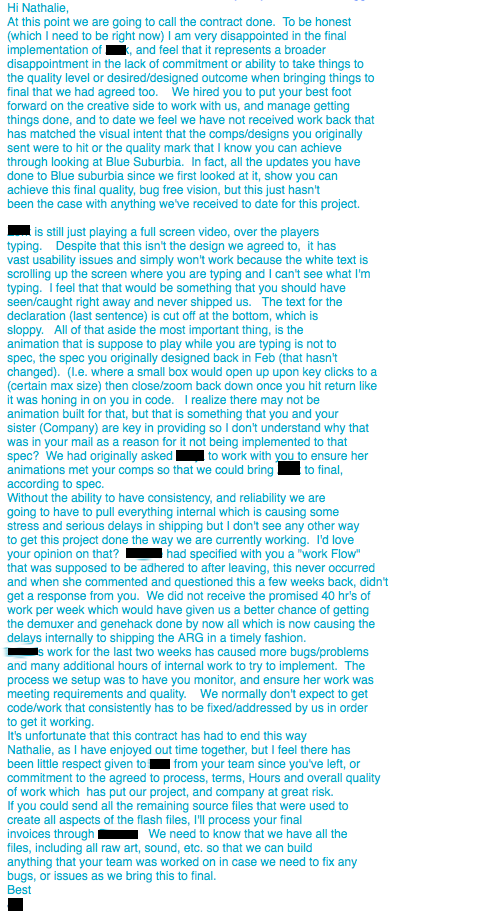 Hi Nathalie,
At this point we are going to call the contract done. To be honest
(which I need to be right now) I am very disappointed in the final
implementation of k, and feel that it represents a broader
disappointment in the lack of commitment or ability to take things to
the quality level or desired/designed outcome when bringing things to
final that we had agreed too. We hired you to put your best foot
forward on the creative side to work with us, and manage getting
things done, and to date we feel we have not received work back that
has matched the visual intent that the comps/designs you originally
sent were to hit or the quality mark that I know you can achieve
through looking at Blue Suburbia. In fact, all the updates you have
done to Blue suburbia since we first looked at it, show you can
achieve this final quality, bug free vision, but this just hasn't
been the case with anything we've received to date for this project.
is still just playing a full screen video, over the players
typing. Despite that this isn't the design we agreed to, it has
vast usability issues and simply won't work because the white text is
scrolling up the screen where you are typing and I can't see what I'm
typing. I feel that that would be something that you should have
seen/caught right away and never shipped us. The text for the
declaration (last sentence) is cut off at the bottom, which is
sloppy. All of that aside the most important thing, is the
animation that is suppose to play while you are typing is not to
spec, the spec you originally designed back in Feb (that hasn't
changed). (I.e. where a small box would open up upon key clicks to a
(certain max size) then close/zoom back down once you hit return like
it was honing in on you in code. I realize there may not be
animation built for that, but that is something that you and your
sister (Company) are key in providing so I don't understand why that
was in your mail as a reason for it not being implemented to that
spec? We had originally asked to work with you to ensure her
animations met your comps so that we could bring to final,
according to spec.
Without the ability to have consistency, and reliability we are
going to have to pull everything internal which is causing some
stress and serious delays in shipping but I don't see any other way
to get this project done the way we are currently working. I'd love
your opinion on that? had specified with you a "work Flow"
that was supposed to be adhered to after leaving, this never occurred
and when she commented and questioned this a few weeks back, didn't
get a response from you. We did not receive the promised 40 hr's of
work per week which would have given us a better chance of getting
the demuxer and genehack done by now all which is now causing the
delays internally to shipping the ARG in a timely fashion.
s work for the last two weeks has caused more bugs/problems
and many additional hours of internal work to try to implement. The
process we setup was to have you monitor, and ensure her work was
meeting requirements and quality. We normally don't expect to get
code/work that consistently has to be fixed/addressed by us in order
to get it working.
It's unfortunate that this contract has had to end this way
Nathalie, as I have enjoyed out time together, but I feel there has
been little respect given to from your team since you've left, or
commitment to the agreed to process, terms, Hours and overall quality
of work which has put our project, and company at great risk.
If you could send all the remaining source files that were used to
create all aspects of the flash files, I'll process your final
invoices through We need to know that we have all the
files, including all raw art, sound, etc. so that we can build
anything that your team was worked on in case we need to fix any
bugs, or issues as we bring this to final.
Best